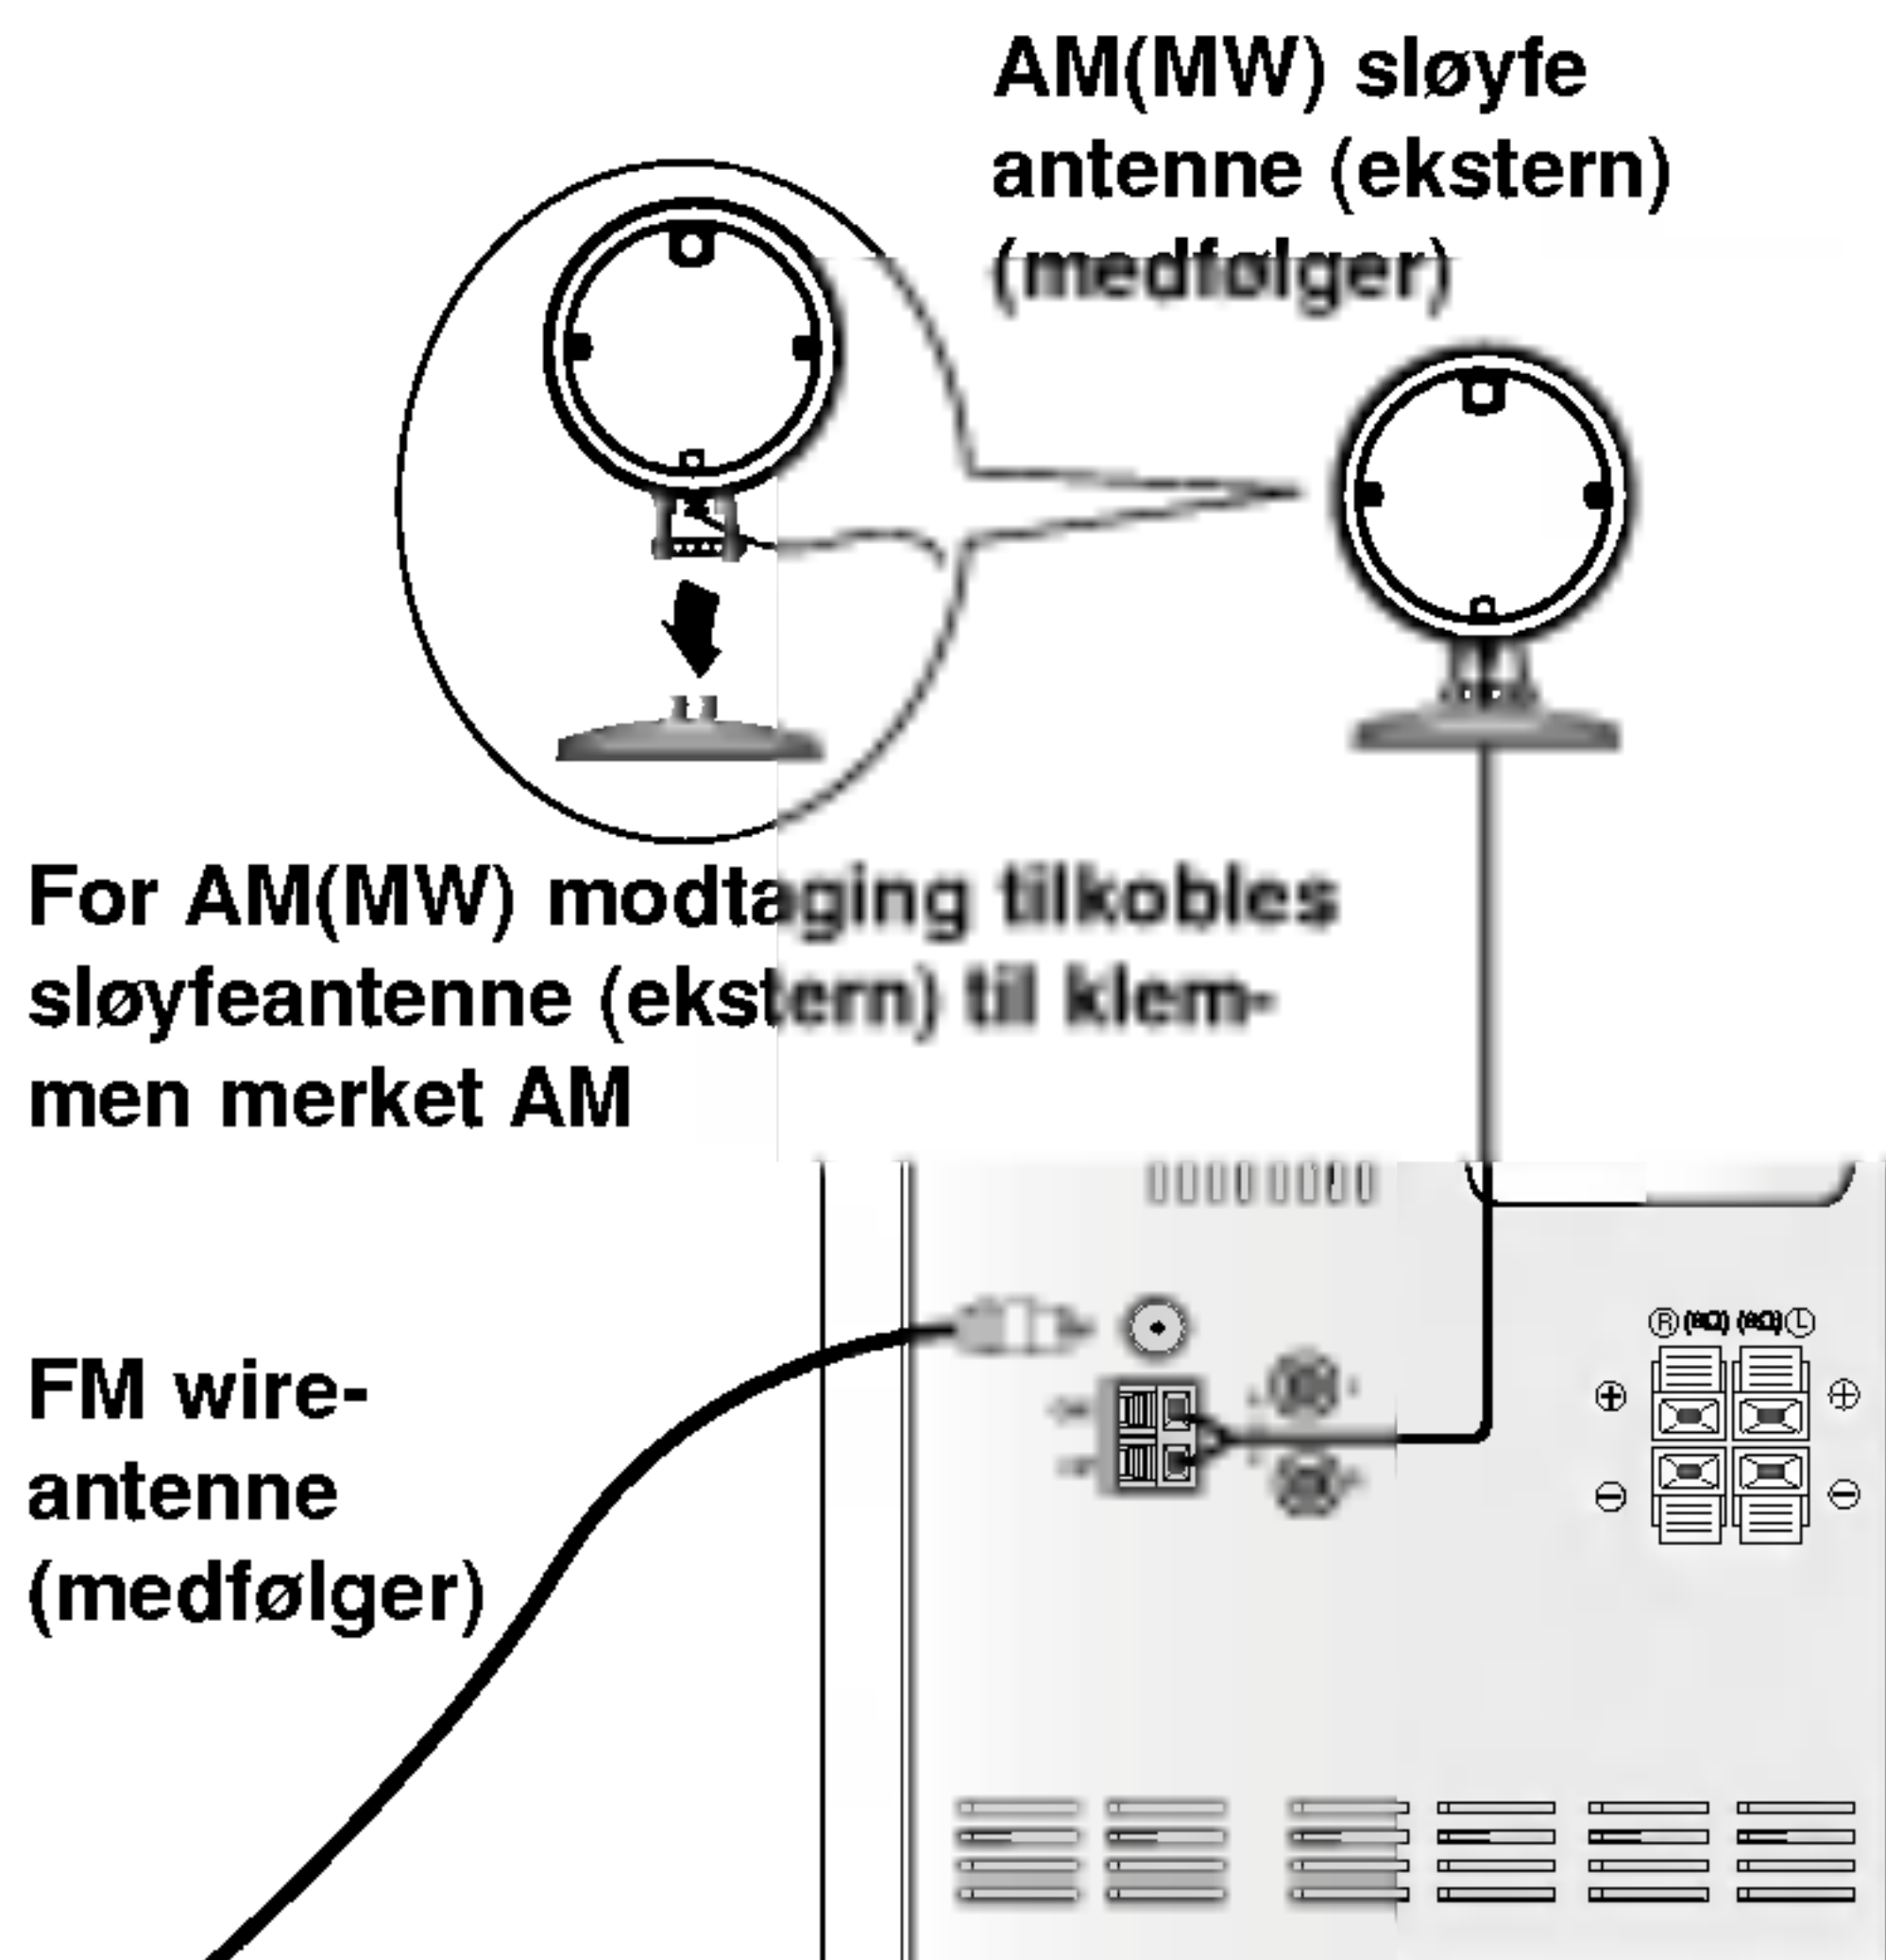 AM(MW) sløyfe
antenne (ekstern)
(medfølger)
For AM(MW) modtaging tilkobles
sløyfeantenne (ekstern) til klem-
men merket AM
FM wire-
antenne
(medfølger)
R L
+ +
− −